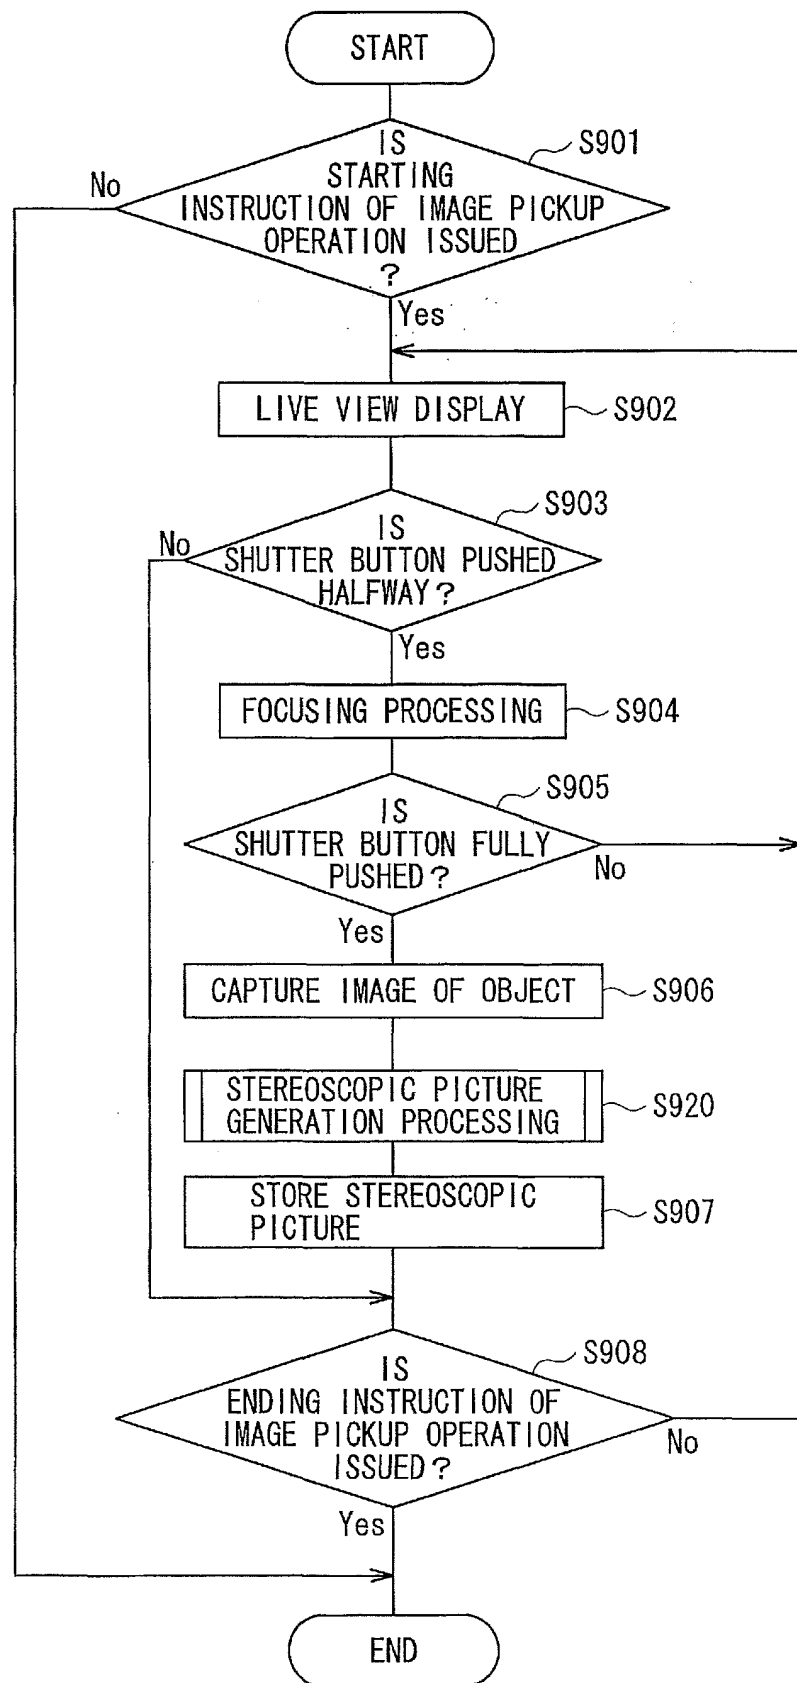 START
IS
STARTING
INSTRUCTION OF IMAGE PICKUP
OPERATION ISSUED
?
S901
No
Yes
LIVE VIEW DISPLAY
S902
IS
SHUTTER BUTTON PUSHED
HALFWAY?
S903
No
Yes
FOCUSING PROCESSING
S904
IS
SHUTTER BUTTON FULLY
PUSHED?
S905
No
Yes
CAPTURE IMAGE OF OBJECT
S906
STEREOSCOPIC PICTURE
GENERATION PROCESSING
S920
STORE STEREOSCOPIC
PICTURE
S907
IS
ENDING INSTRUCTION OF
IMAGE PICKUP OPERATION
ISSUED?
S908
No
Yes
END